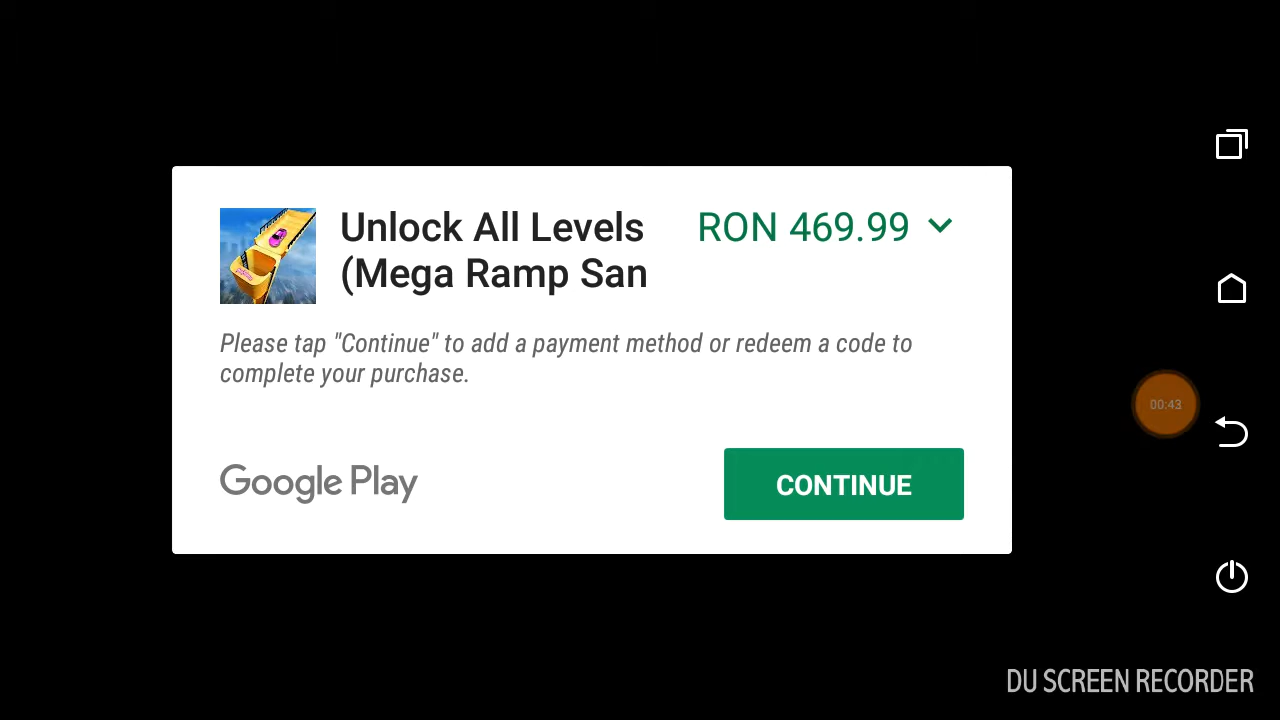 Unlock All Levels
(Mega Ramp San
RON 469.99
Please tap "Continue" to add a payment method or redeem a code to
complete your purchase.
Google Play
CONTINUE
00:43
DU SCREEN RECORDER